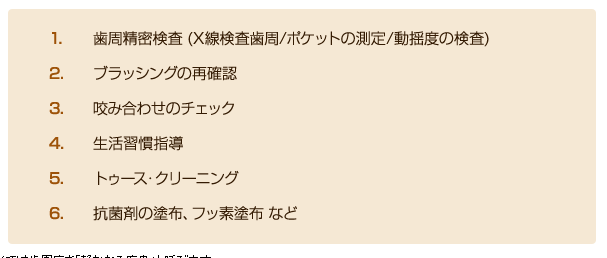 1. 歯周精密検査 (X線検査歯周/ポケットの測定/動揺度の検査)
2. ブラッシングの再確認
3. 咬み合わせのチェック
4. 生活習慣指導
5. トゥース・クリーニング
6. 抗菌剤の塗布、フッ素塗布 など